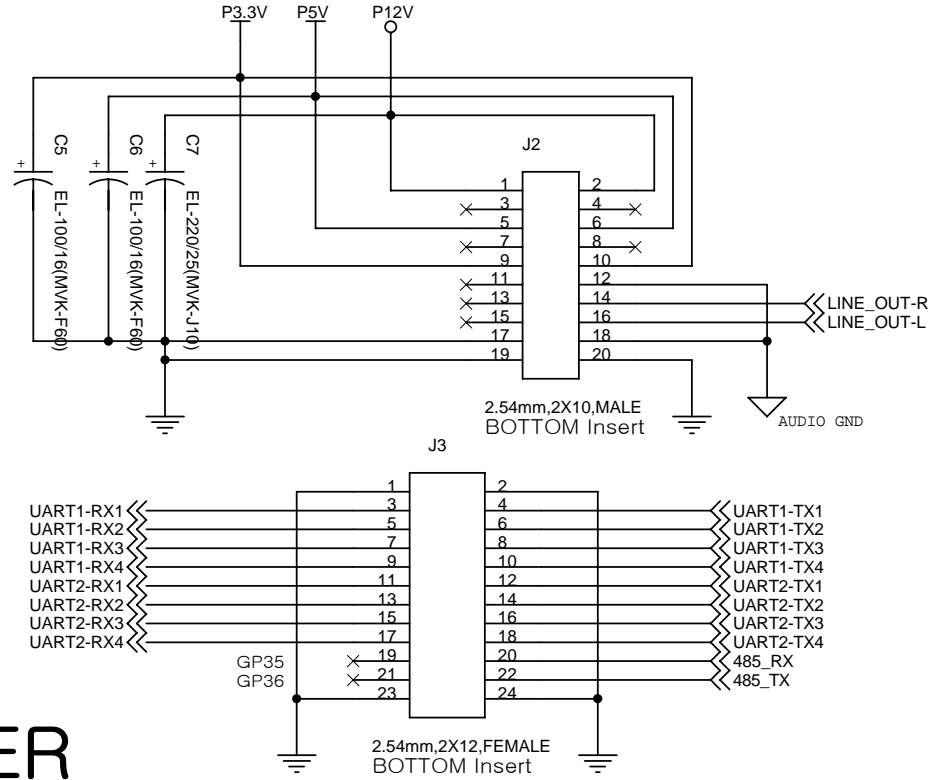 P3.3V P5V P12V
J2
C5 C6 C7
+ + +
EL-100/16(MVK-F60) EL-100/16(MVK-F60) EL-220/25(MVK-J10)
1 2
3 4
5 6
7 8
9 10
11 12
13 14 LINE_OUT-R
15 16 LINE_OUT-L
17 18
19 20
2.54mm,2X10,MALE
BOTTOM Insert
AUDIO GND
J3
1 2
UART1-RX1 3 4 UART1-TX1
UART1-RX2 5 6 UART1-TX2
UART1-RX3 7 8 UART1-TX3
UART1-RX4 9 10 UART1-TX4
UART2-RX1 11 12 UART2-TX1
UART2-RX2 13 14 UART2-TX2
UART2-RX3 15 16 UART2-TX3
UART2-RX4 17 18 UART2-TX4
GP35 19 20 485_RX
GP36 21 22 485_TX
23 24
2.54mm,2X12,FEMALE
BOTTOM Insert
ER